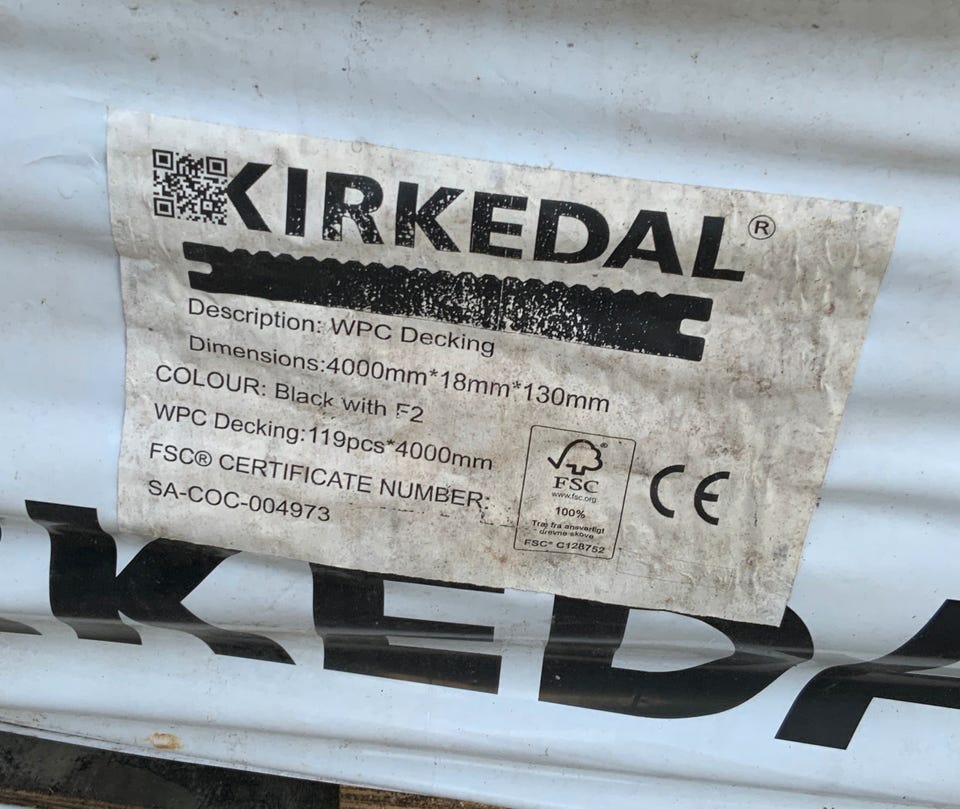 KIRKEDAL®
Description: WPC Decking
Dimensions:4000mm*18mm*130mm
COLOUR: Black with F2
WPC Decking:119pcs*4000mm
FSC® CERTIFICATE NUMBER:
SA-COC-004973
®
FSC
www.fsc.org
100%
Træ fra ansvarligt
drevne skove
FSC® C128752
CE
RKEDA